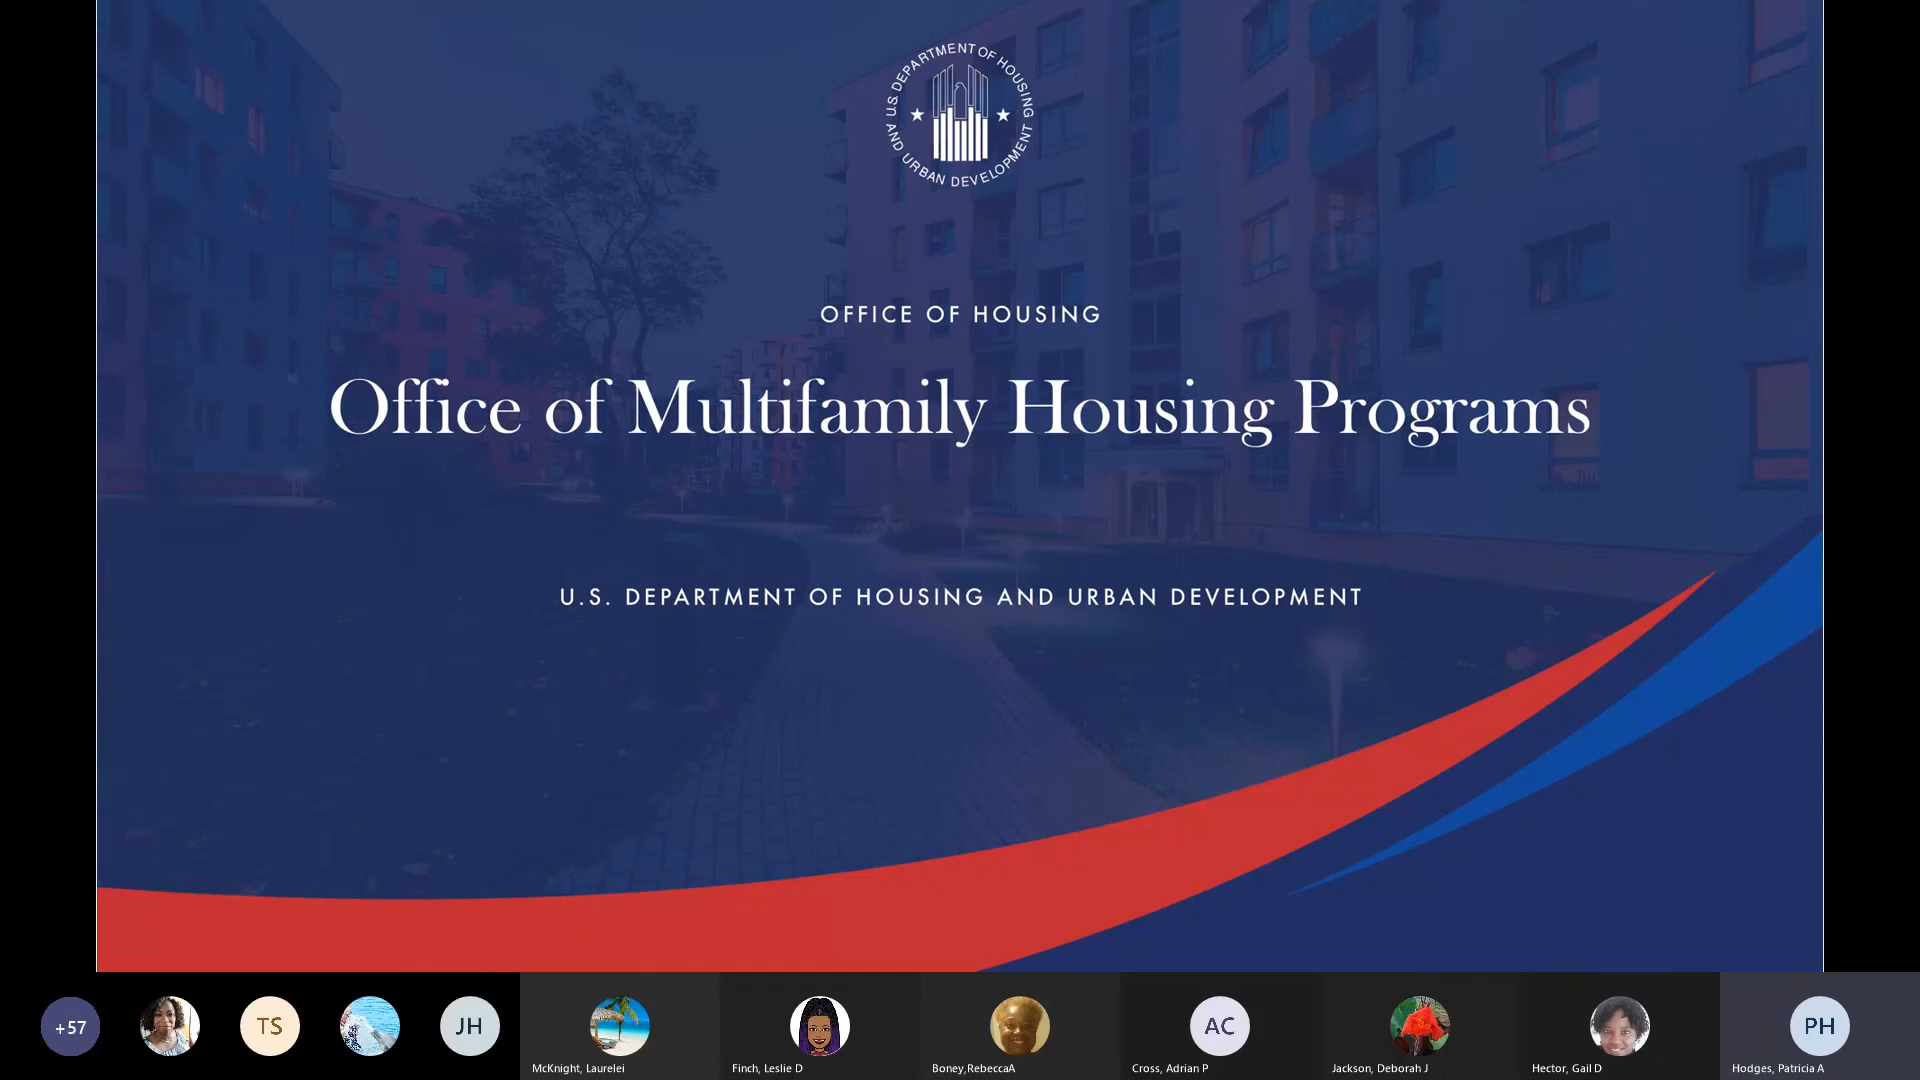 U.S. DEPARTMENT OF HOUSING
AND URBAN DEVELOPMENT
OFFICE OF HOUSING
Office of Multifamily Housing Programs
U.S. DEPARTMENT OF HOUSING AND URBAN DEVELOPMENT
+57
TS
JH
AC
PH
McKnight, Laurelei
Finch, Leslie D
Boney,RebeccaA
Cross, Adrian P
Jackson, Deborah J
Hector, Gail D
Hodges, Patricia A